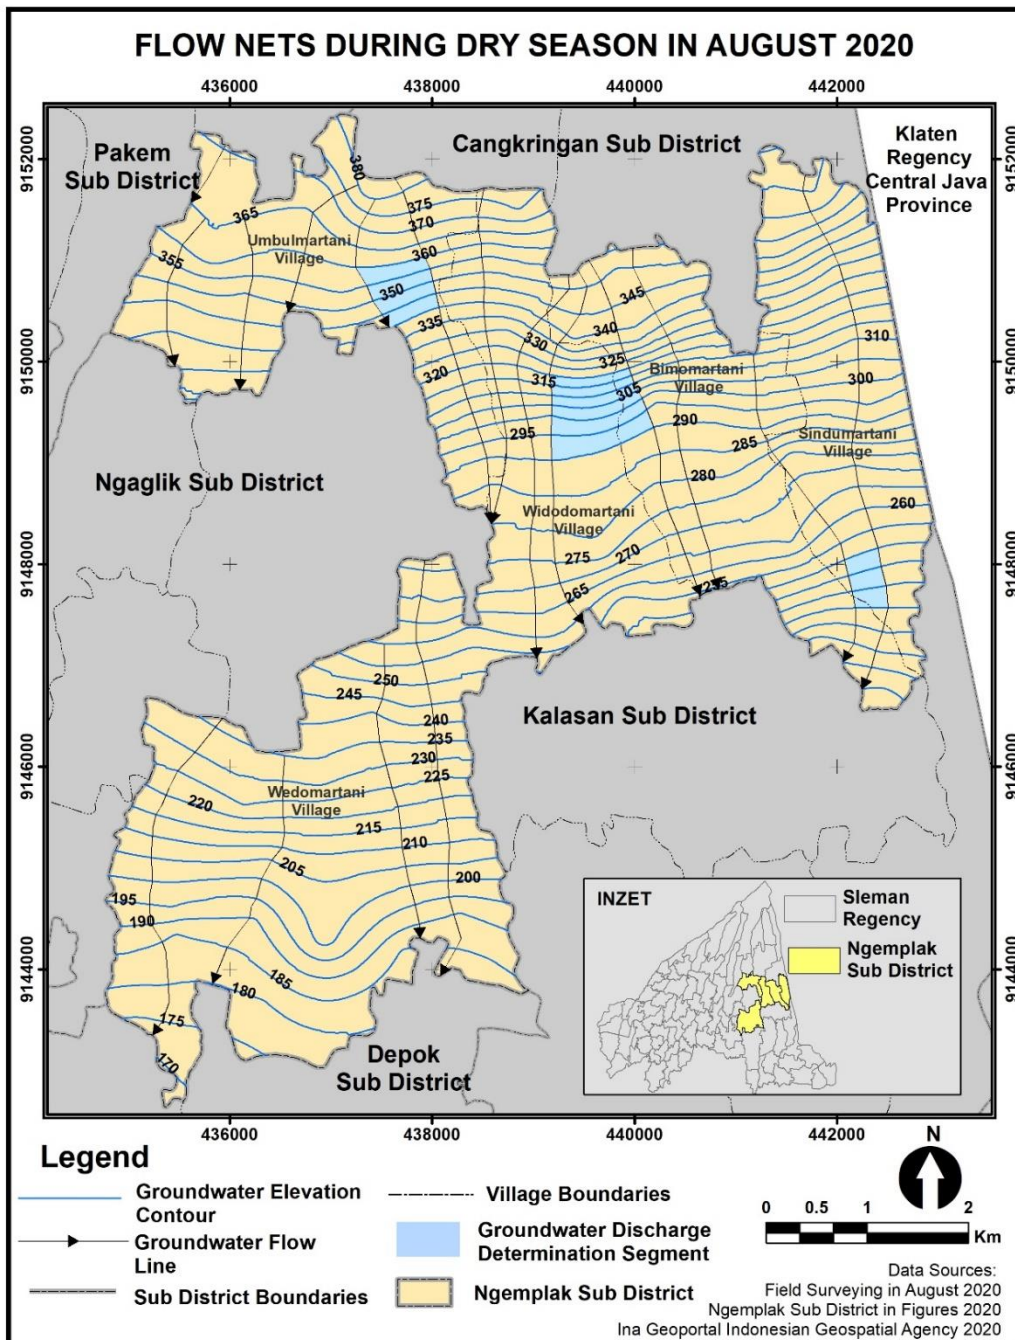 FLOW NETS DURING DRY SEASON IN AUGUST 2020
436000 438000 440000 442000
9152000 9152000
Pakem
Sub District
Cangkringan Sub District
Klaten
Regency
Central Java
Province
380
375
370
365
360
355
350
345
Umbulmartani
Village
340
335
330
325
320
315
310
305
300
9150000 9150000
Bimomartani
Village
295
290
285
280
Sindumartani
Village
Ngaglik Sub District
Widodomartani
Village
275
270
265
260
255
9148000 9148000
250
245
240
235
230
225
Kalasan Sub District
9146000 9146000
Wedomartani
Village
220
215
210
205
200
195
190
185
180
175
170
9144000 9144000
Depok
Sub District
INZET
Sleman
Regency
Ngemplak
Sub District
436000 438000 440000 442000
Legend
Groundwater Elevation
Contour
Groundwater Flow
Line
Sub District Boundaries
Village Boundaries
Groundwater Discharge
Determination Segment
Ngemplak Sub District
N
0 0.5 1 2
Km
Data Sources:
Field Surveying in August 2020
Ngemplak Sub District in Figures 2020
Ina Geoportal Indonesian Geospatial Agency 2020